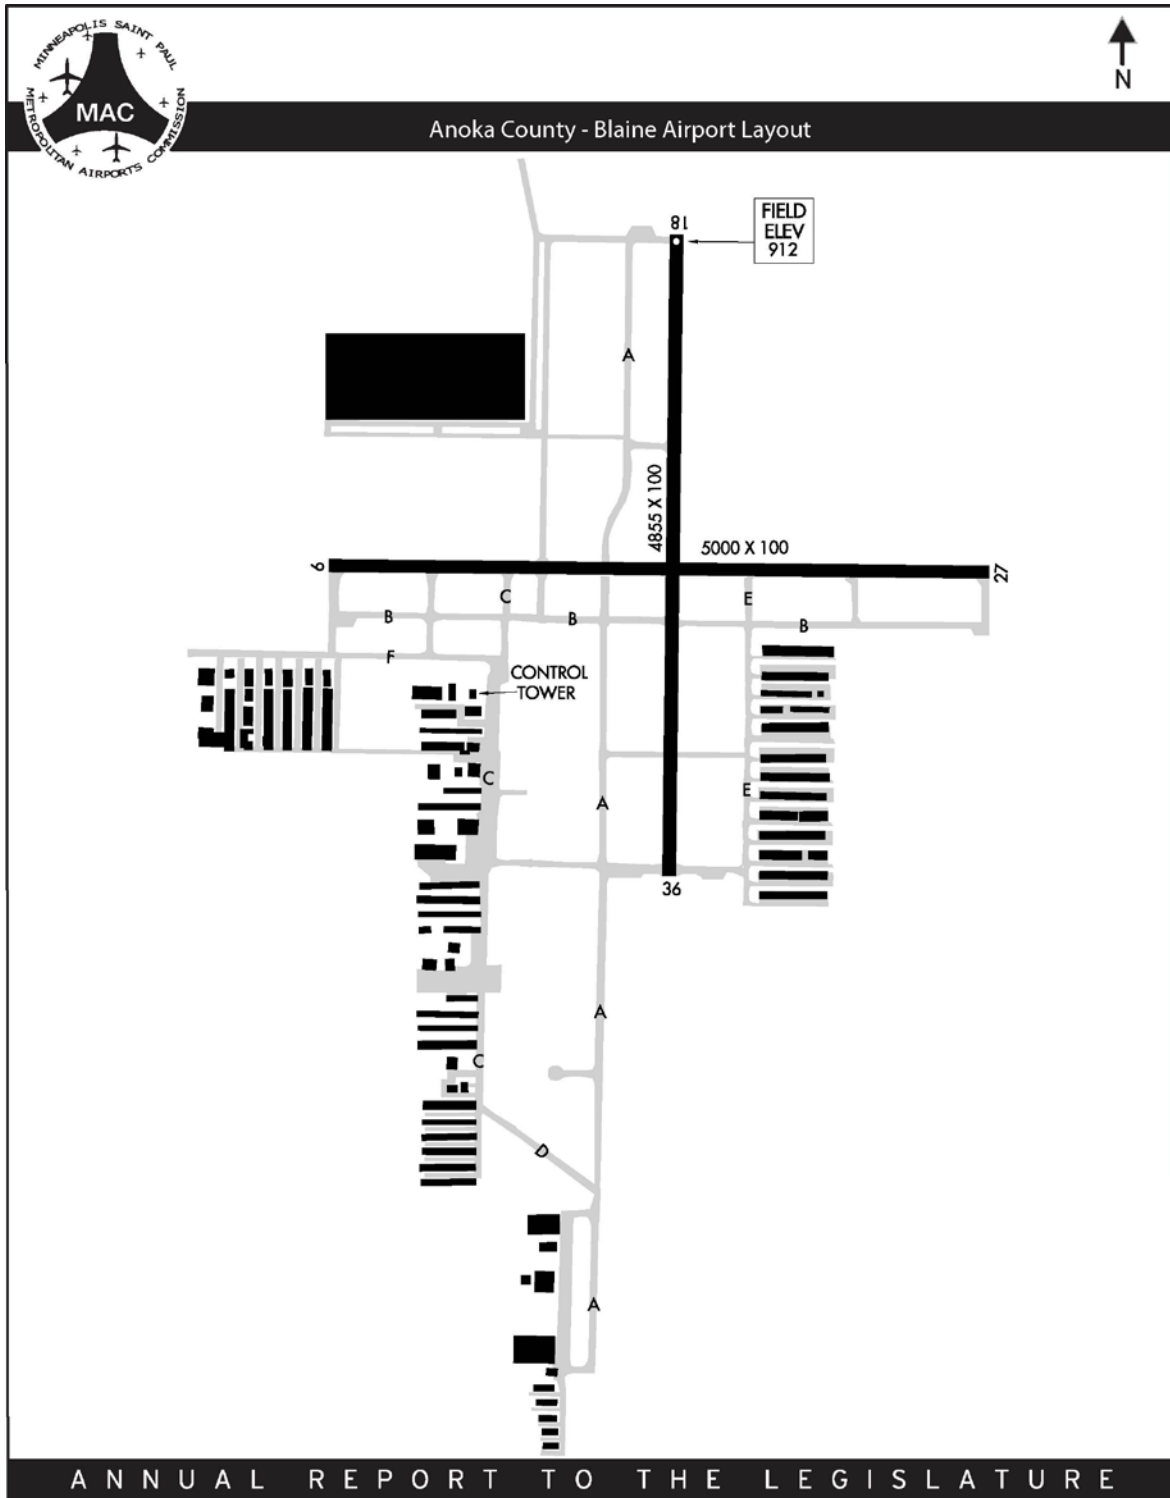 MINNEAPOLIS SAINT PAUL
METROPOLITAN AIRPORTS COMMISSION
MAC
N
Anoka County - Blaine Airport Layout
18
FIELD
ELEV
912
A
4855 X 100
5000 X 100
9
27
C
E
B
B
B
F
CONTROL
TOWER
C
E
A
36
A
C
D
A
ANNUAL REPORT TO THE LEGISLATURE